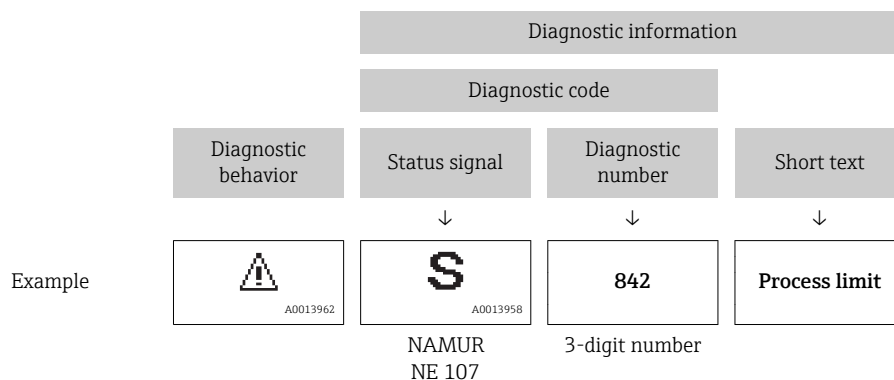 Diagnostic information
Diagnostic code
Diagnostic
behavior
Status signal
Diagnostic
number
Short text
↓ ↓ ↓
Example
A0013962
S
A0013958
842
Process limit
NAMUR
NE 107
3-digit number